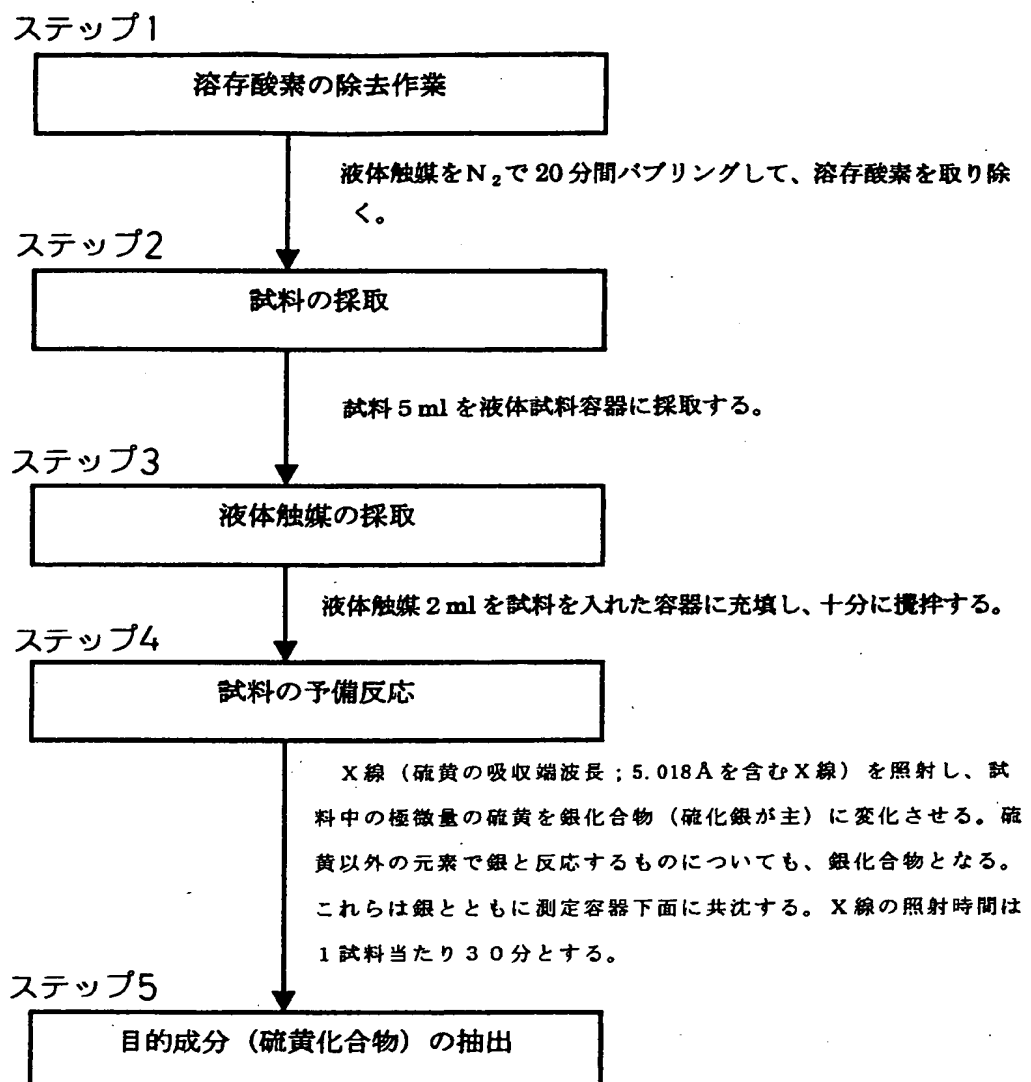 ステップ1
溶存酸素の除去作業
液体触媒をN₂で20分間バブリングして、溶存酸素を取り除
く。
ステップ2
試料の採取
試料5mlを液体試料容器に採取する。
ステップ3
液体触媒の採取
液体触媒2mlを試料を入れた容器に充填し、十分に攪拌する。
ステップ4
試料の予備反応
X線（硫黄の吸収端波長；5.018Åを含むX線）を照射し、試
料中の極微量の硫黄を銀化合物（硫化銀が主）に変化させる。硫
黄以外の元素で銀と反応するものについても、銀化合物となる。
これらは銀とともに測定容器下面に共沈する。X線の照射時間は
1試料当たり30分とする。
ステップ5
目的成分（硫黄化合物）の抽出